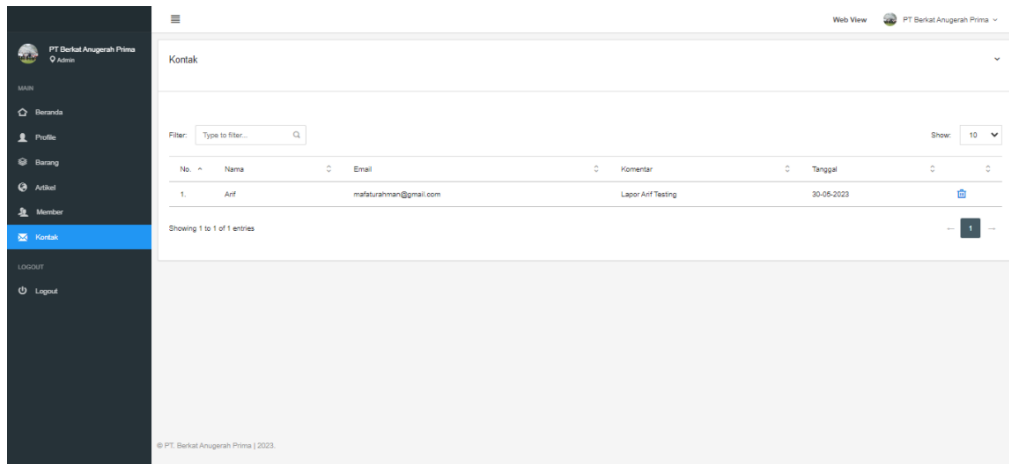 Web View PT Berkat Anugerah Prima
PT Berkat Anugerah Prima
Admin
MAIN
Beranda
Profile
Barang
Artikel
Member
Kontak
LOGOUT
Logout
Kontak
Filter: Type to filter... Show: 10
No. Nama Email Komentar Tanggal
1. Arif mafaturahman@gmail.com Lapor Arif Testing 30-05-2023
Showing 1 to 1 of 1 entries
← 1 →
© PT. Berkat Anugerah Prima | 2023.